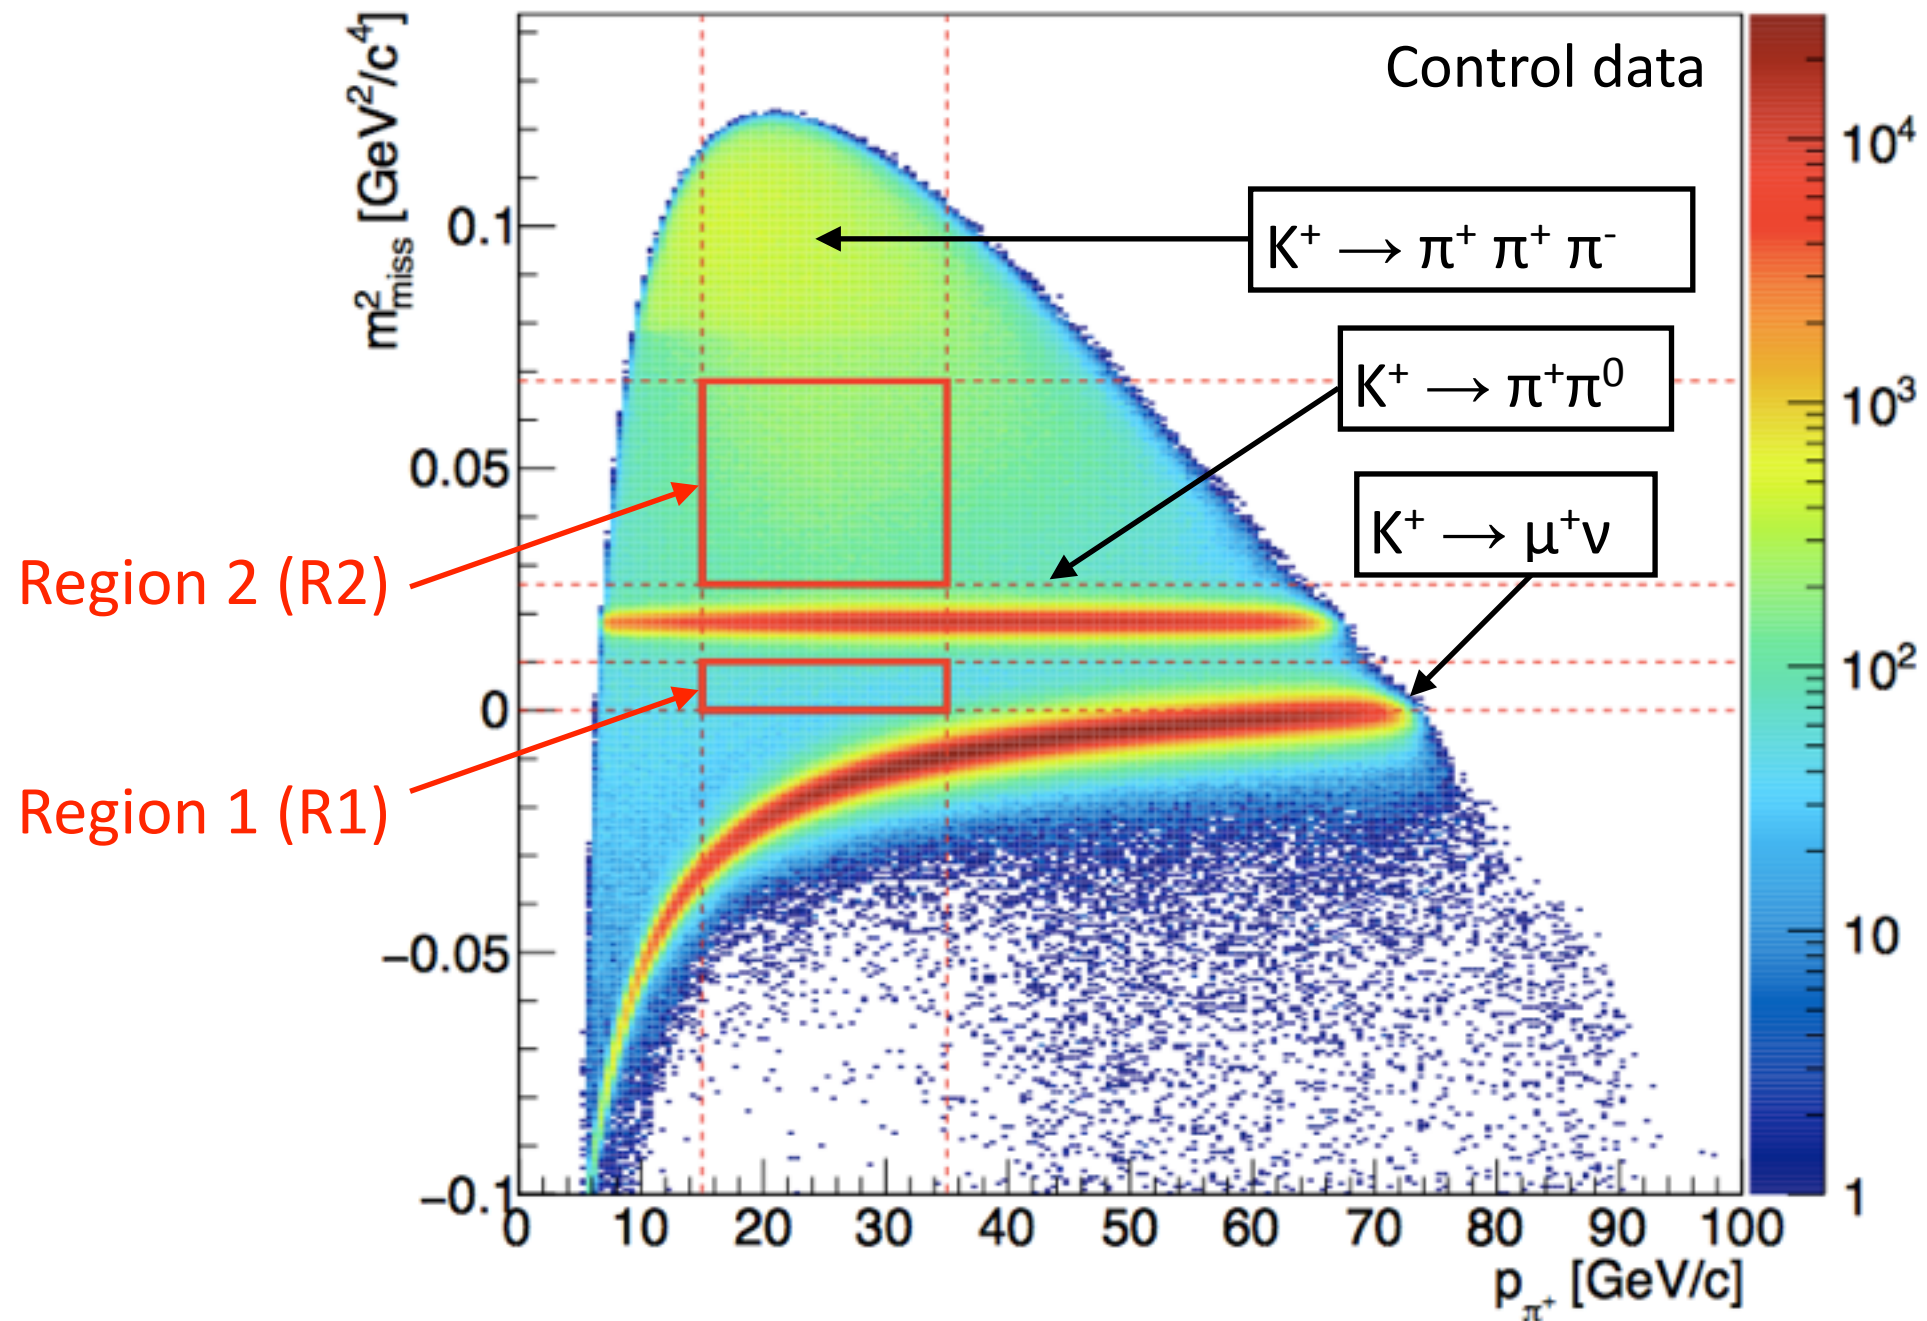 Control data
m²miss [GeV²/c⁴]
0.1
0.05
0
−0.05
−0.1
K⁺ → π⁺ π⁺ π⁻
K⁺ → π⁺π⁰
K⁺ → μ⁺ν
Region 2 (R2)
Region 1 (R1)
10⁴
10³
10²
10
1
0 10 20 30 40 50 60 70 80 90 100
pπ⁺ [GeV/c]